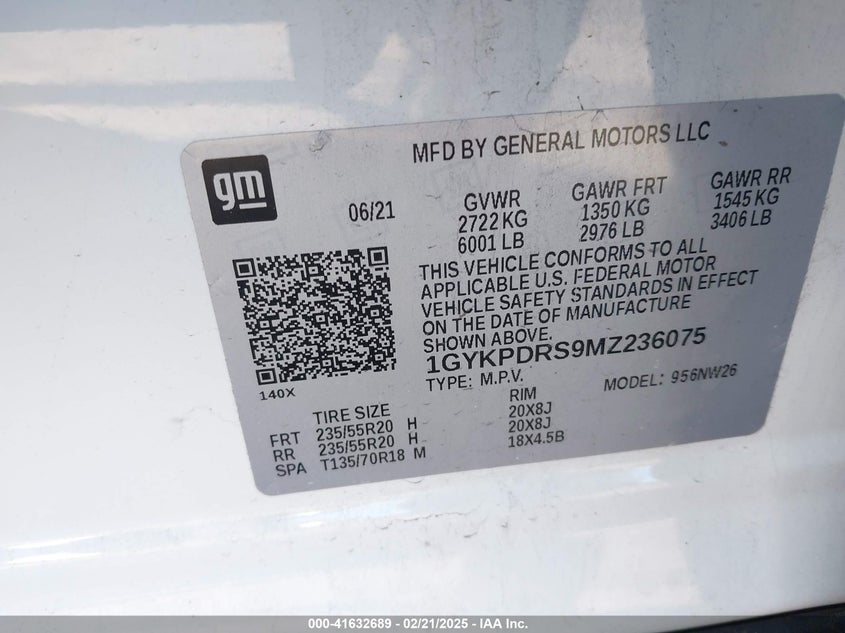 MFD BY GENERAL MOTORS LLC
gm
06/21
GVWR
2722 KG
6001 LB
GAWR FRT
1350 KG
2976 LB
GAWR RR
1545 KG
3406 LB
THIS VEHICLE CONFORMS TO ALL
APPLICABLE U.S. FEDERAL MOTOR
VEHICLE SAFETY STANDARDS IN EFFECT
ON THE DATE OF MANUFACTURE
SHOWN ABOVE.
1GYKPDRS9MZ236075
TYPE: M.P.V.
MODEL: 956NW26
140X
TIRE SIZE RIM
FRT 235/55R20 H 20X8J
RR 235/55R20 H 20X8J
SPA T135/70R18 M 18X4.5B
000-41632689 - 02/21/2025 - IAA Inc.